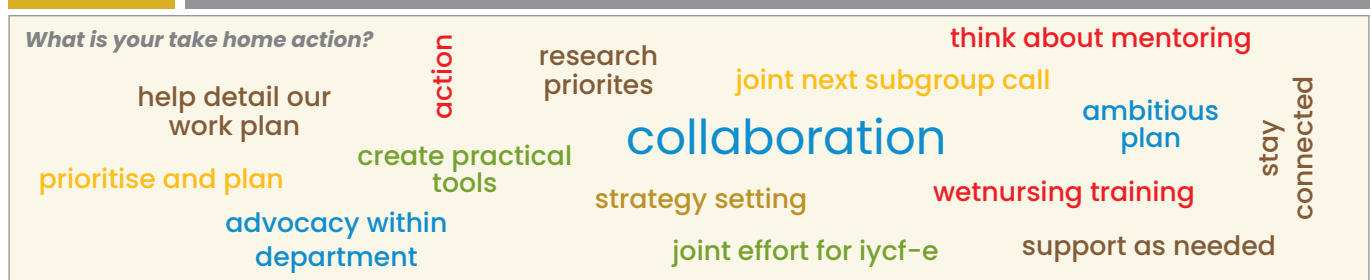 What is your take home action?
action
research
priorites
think about mentoring
joint next subgroup call
help detail our
work plan
ambitious
plan
stay
connected
collaboration
create practical
tools
prioritise and plan
strategy setting
wetnursing training
advocacy within
department
joint effort for iycf-e
support as needed